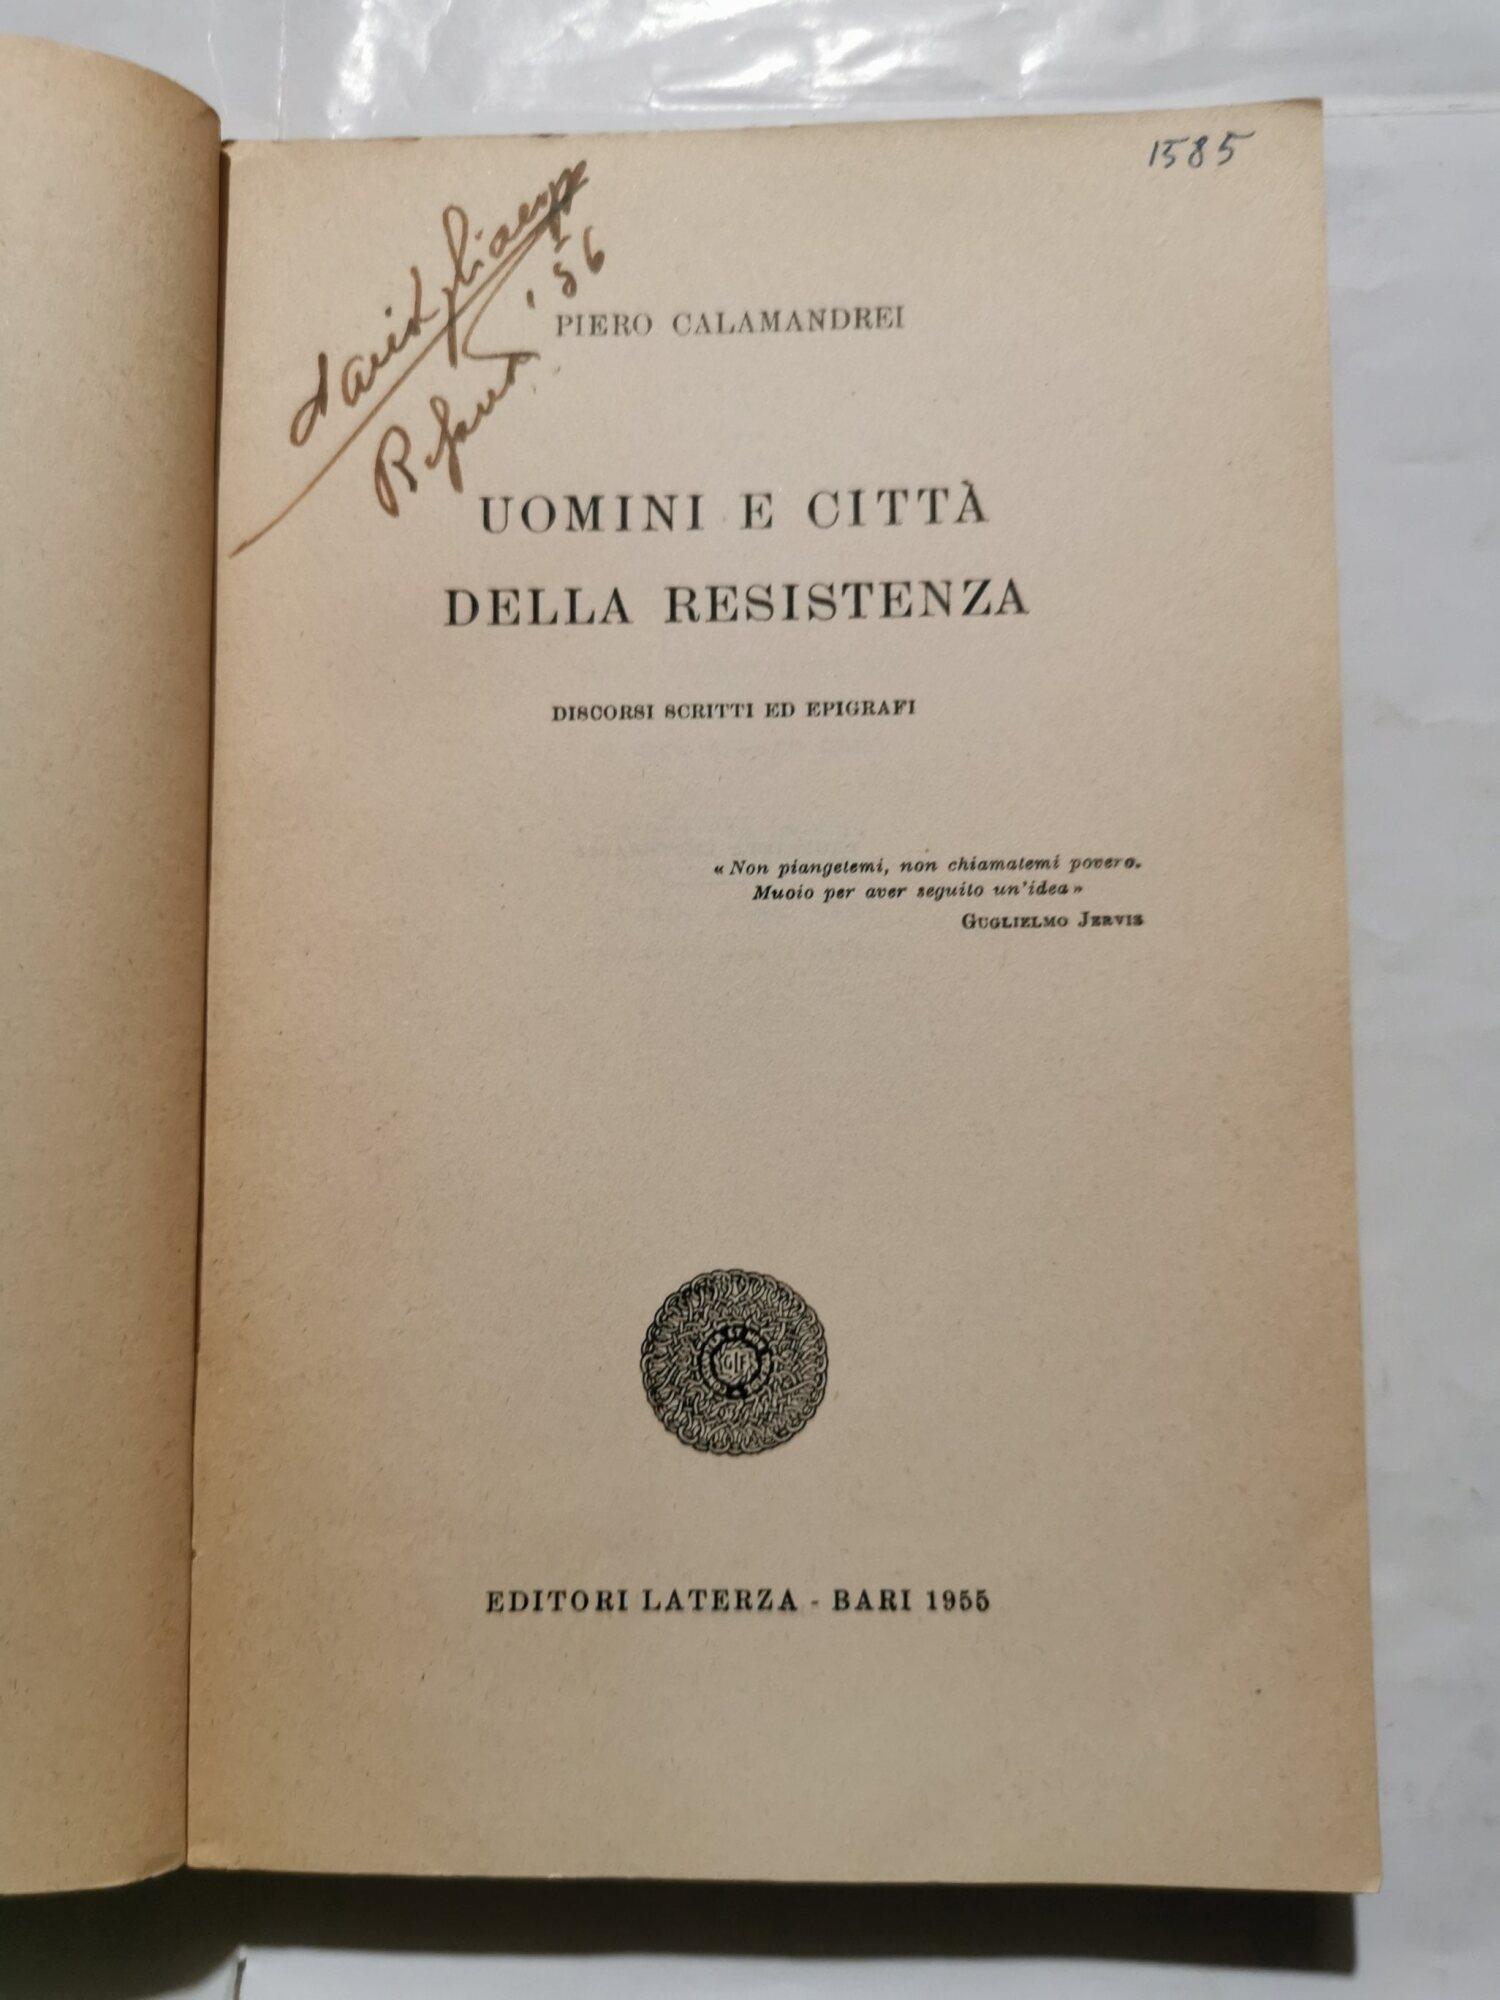 1585
'56
PIERO CALAMANDREI
UOMINI E CITTÀ
DELLA RESISTENZA
DISCORSI SCRITTI ED EPIGRAFI
« Non piangetemi, non chiamatemi povero.
Muoio per aver seguito un'idea »
GUGLIELMO JERVIS
EDITORI LATERZA - BARI 1955